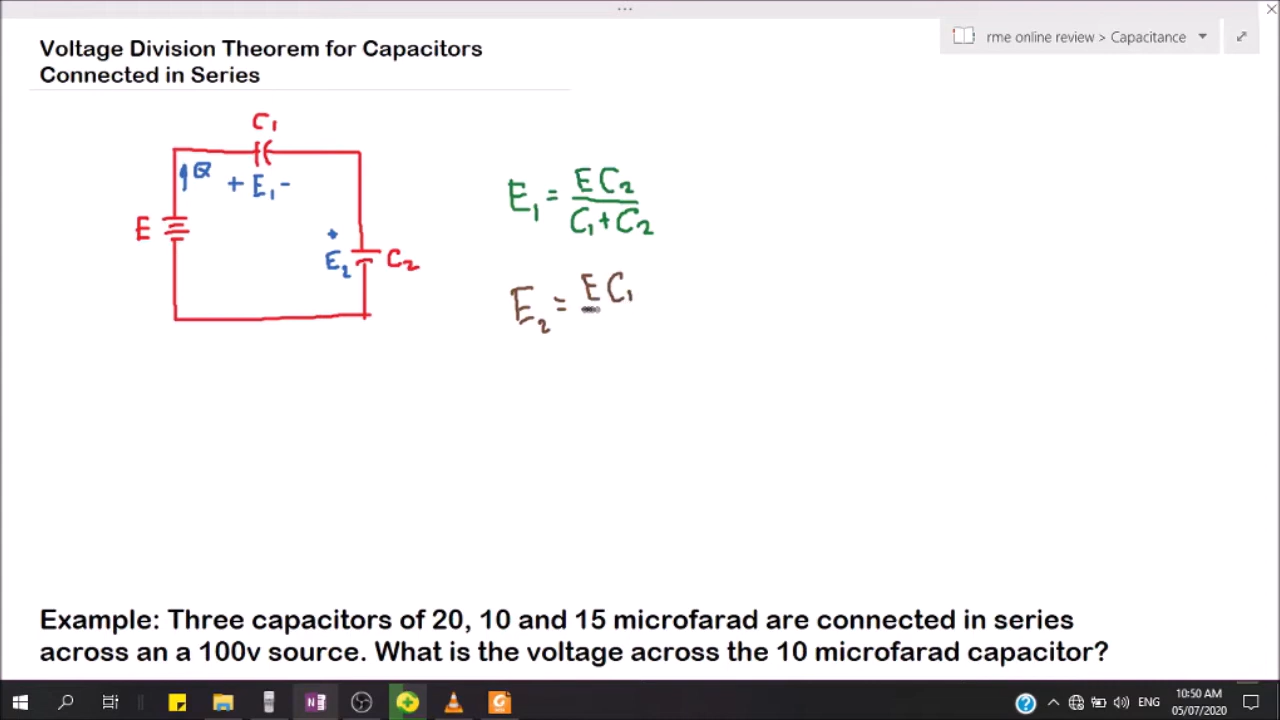 rme online review > Capacitance
Voltage Division Theorem for Capacitors
Connected in Series
C₁
Q
+ E₁ -
E
+
E₂
C₂
E₁ = E C₂ / C₁ + C₂
E₂ = E C₁
Example: Three capacitors of 20, 10 and 15 microfarad are connected in series
across an a 100v source. What is the voltage across the 10 microfarad capacitor?
ENG
10:50 AM
05/07/2020